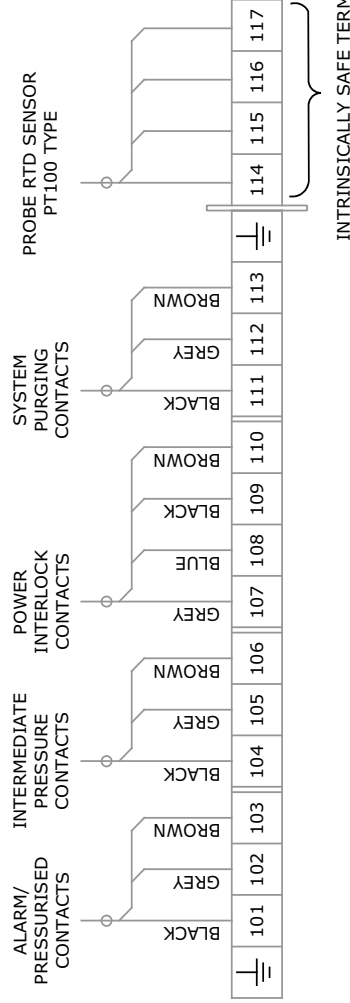 PROBE RTD SENSOR
PT100 TYPE
117
116
115
114
INTRINSICALLY SAFE TERM
SYSTEM
PURGING
CONTACTS
BROWN
GREY
BLACK
113
112
111
POWER
INTERLOCK
CONTACTS
BROWN
BLACK
BLUE
GREY
110
109
108
107
INTERMEDIATE
PRESSURE
CONTACTS
BROWN
GREY
BLACK
106
105
104
ALARM/
PRESSURISED
CONTACTS
BROWN
GREY
BLACK
103
102
101